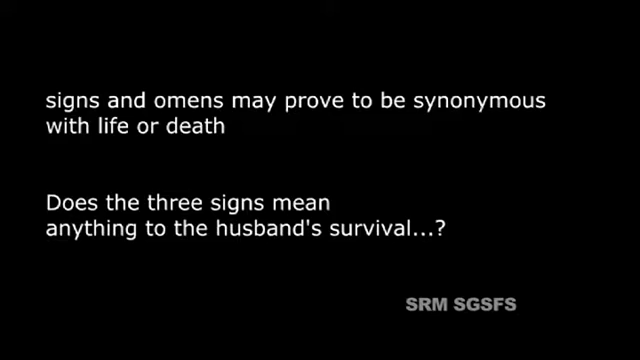 signs and omens may prove to be synonymous
with life or death
Does the three signs mean
anything to the husband's survival...?
SRM SGSFS